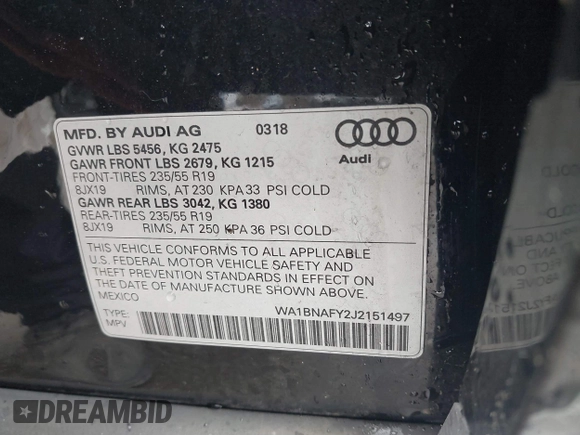 MFD. BY AUDI AG 0318
GVWR LBS 5456, KG 2475
GAWR FRONT LBS 2679, KG 1215
FRONT-TIRES 235/55 R19
8JX19 RIMS, AT 230 KPA 33 PSI COLD
GAWR REAR LBS 3042, KG 1380
REAR-TIRES 235/55 R19
8JX19 RIMS, AT 250 KPA 36 PSI COLD
Audi
THIS VEHICLE CONFORMS TO ALL APPLICABLE
U.S. FEDERAL MOTOR VEHICLE SAFETY AND
THEFT PREVENTION STANDARDS IN EFFECT ON
THE DATE OF MANUFACTURE SHOWN ABOVE.
MEXICO
WA1BNAFY2J2151497
TYPE:
MPV
DREAMBID